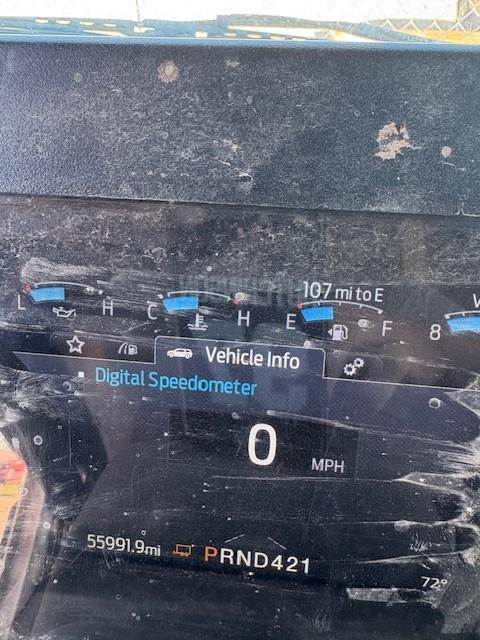 107 mi to E
L H C H E F 8 V
Vehicle Info
Digital Speedometer
0
MPH
55991.9mi PRND421
72°